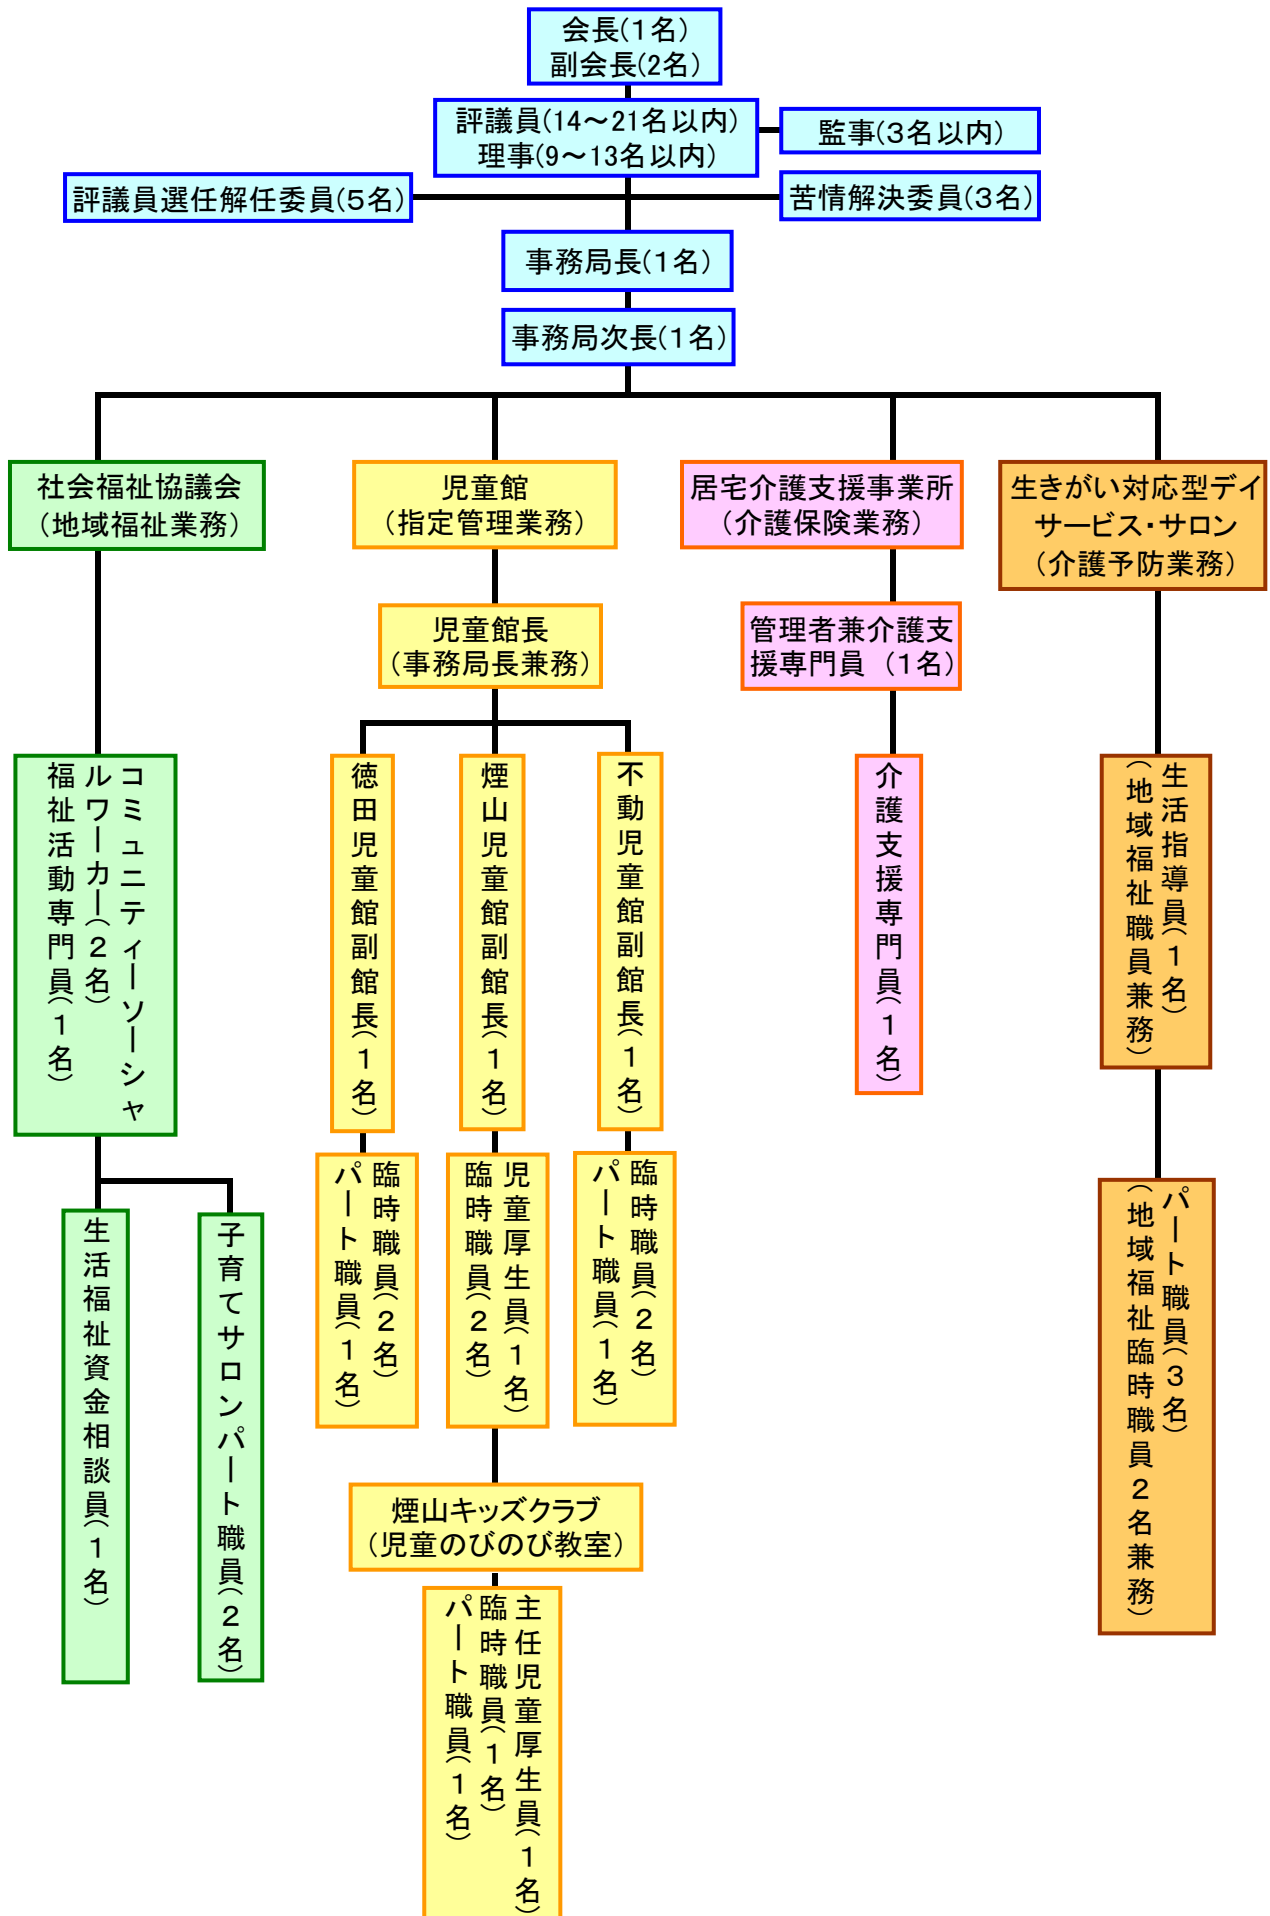 会長(1名)
副会長(2名)
評議員(14～21名以内)
理事(9～13名以内)
監事(3名以内)
評議員選任解任委員(5名)
苦情解決委員(3名)
事務局長(1名)
事務局次長(1名)
社会福祉協議会
(地域福祉業務)
児童館
(指定管理業務)
居宅介護支援事業所
(介護保険業務)
生きがい対応型デイ
サービス・サロン
(介護予防業務)
児童館長
(事務局長兼務)
管理者兼介護支
援専門員 (1名)
コミュニティーソーシャ
ルワーカー(2名)
福祉活動専門員(1名)
徳田児童館副館長(1名)
煙山児童館副館長(1名)
不動児童館副館長(1名)
介護支援専門員(1名)
生活指導員(1名)
(地域福祉職員兼務)
生活福祉資金相談員(1名)
子育てサロンパート職員(2名)
臨時職員(2名)
パート職員(1名)
児童厚生員(1名)
臨時職員(2名)
臨時職員(2名)
パート職員(1名)
パート職員(3名)
(地域福祉臨時職員2名兼務)
煙山キッズクラブ
(児童のびのび教室)
主任児童厚生員(1名)
臨時職員(1名)
パート職員(1名)